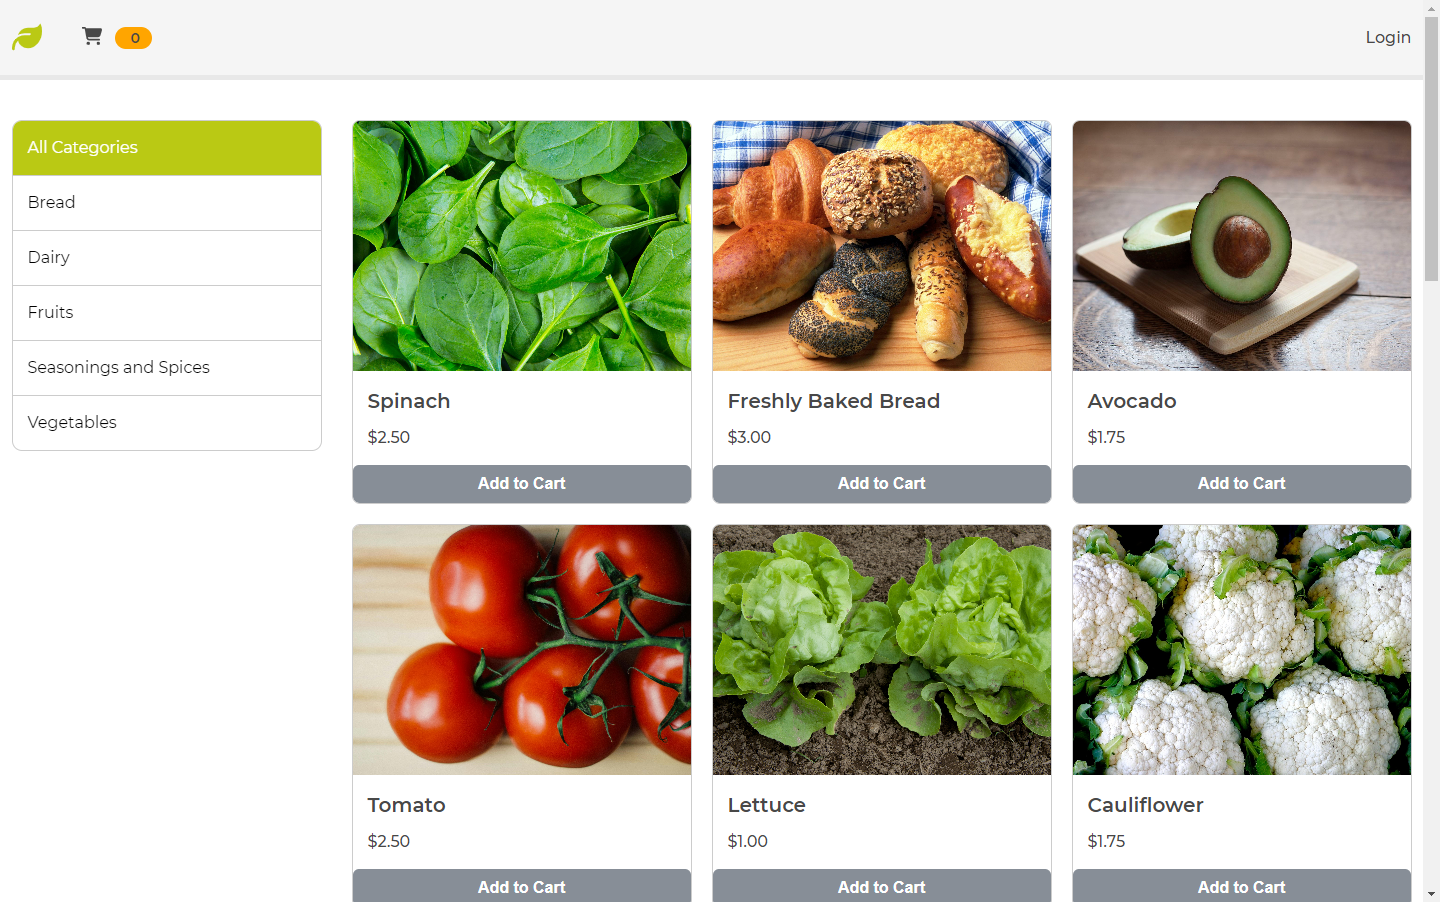 0
Login
All Categories
Bread
Dairy
Fruits
Seasonings and Spices
Vegetables
Spinach
$2.50
Add to Cart
Freshly Baked Bread
$3.00
Add to Cart
Avocado
$1.75
Add to Cart
Tomato
$2.50
Add to Cart
Lettuce
$1.00
Add to Cart
Cauliflower
$1.75
Add to Cart